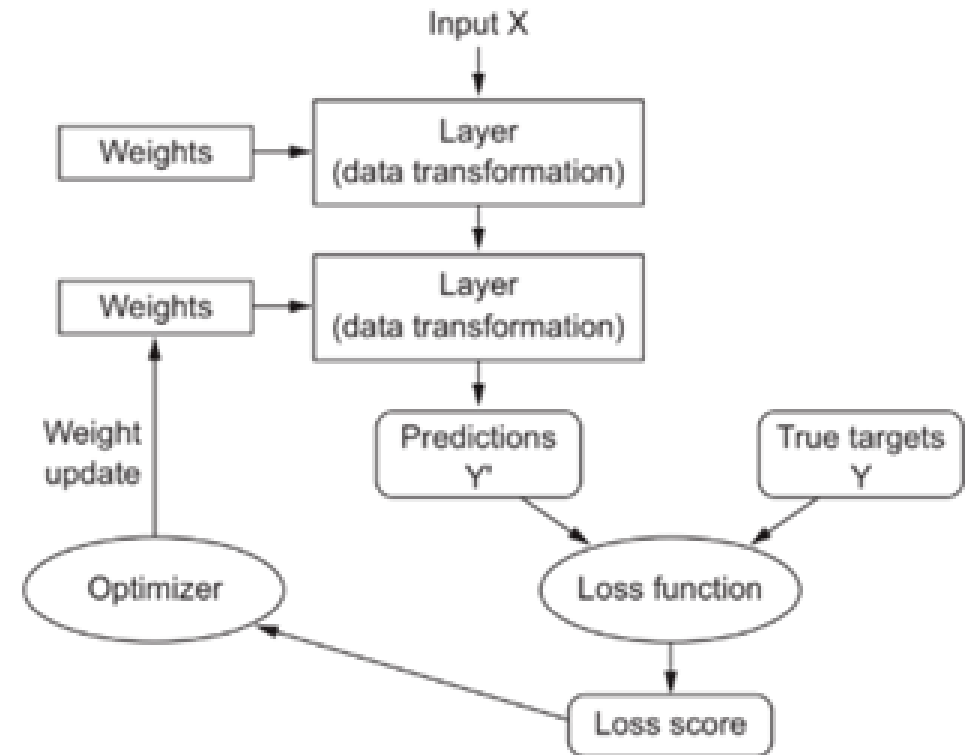 Input X
Layer
(data transformation)
Weights
Layer
(data transformation)
Weights
Weight
update
Predictions
Y'
True targets
Y
Optimizer
Loss function
Loss score